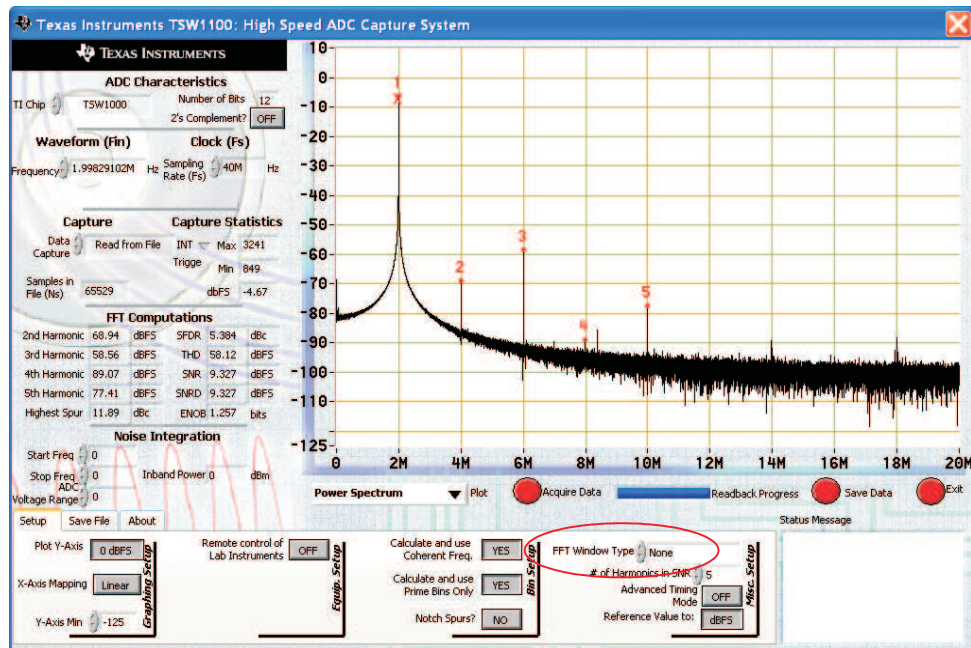 Texas Instruments TSW1100: High Speed ADC Capture System
TEXAS INSTRUMENTS
ADC Characteristics
TI Chip TSW1000 Number of Bits 12
2's Complement? OFF
Waveform (Fin) Clock (Fs)
Frequency 1.99829102M Hz Sampling Rate (Fs) 40M Hz
Capture Capture Statistics
Data Capture Read from File INT Max 3241
Trigge Min 849
Samples in File (Ns) 65529 dbFS -4.67
FFT Computations
2nd Harmonic 68.94 dBFS SFDR 5.384 dBc
3rd Harmonic 58.56 dBFS THD 58.12 dBFS
4th Harmonic 89.07 dBFS SNR 9.327 dBFS
5th Harmonic 77.41 dBFS SNRD 9.327 dBFS
Highest Spur 11.89 dBc ENOB 1.257 bits
Noise Integration
Start Freq 0
Stop Freq 0 Inband Power 0 dBm
ADC Voltage Range 0
10
0
-10
-20
-30
-40
-50
-60
-70
-80
-90
-100
-110
-125
1
X
2
3
4
5
0 2M 4M 6M 8M 10M 12M 14M 16M 18M 20M
Power Spectrum Plot Acquire Data Readback Progress Save Data Exit
Setup Save File About Status Message
Plot Y-Axis 0 dBFS
X-Axis Mapping Linear
Y-Axis Min -125
Graphing Setup
Remote control of Lab Instruments OFF
Equip. Setup
Calculate and use Coherent Freq. YES
Calculate and use Prime Bins Only YES
Notch Spurs? NO
Bin Setup
FFT Window Type None
# of Harmonics in SNR 5
Advanced Timing Mode OFF
Reference Value to: dBFS
Misc. Setup